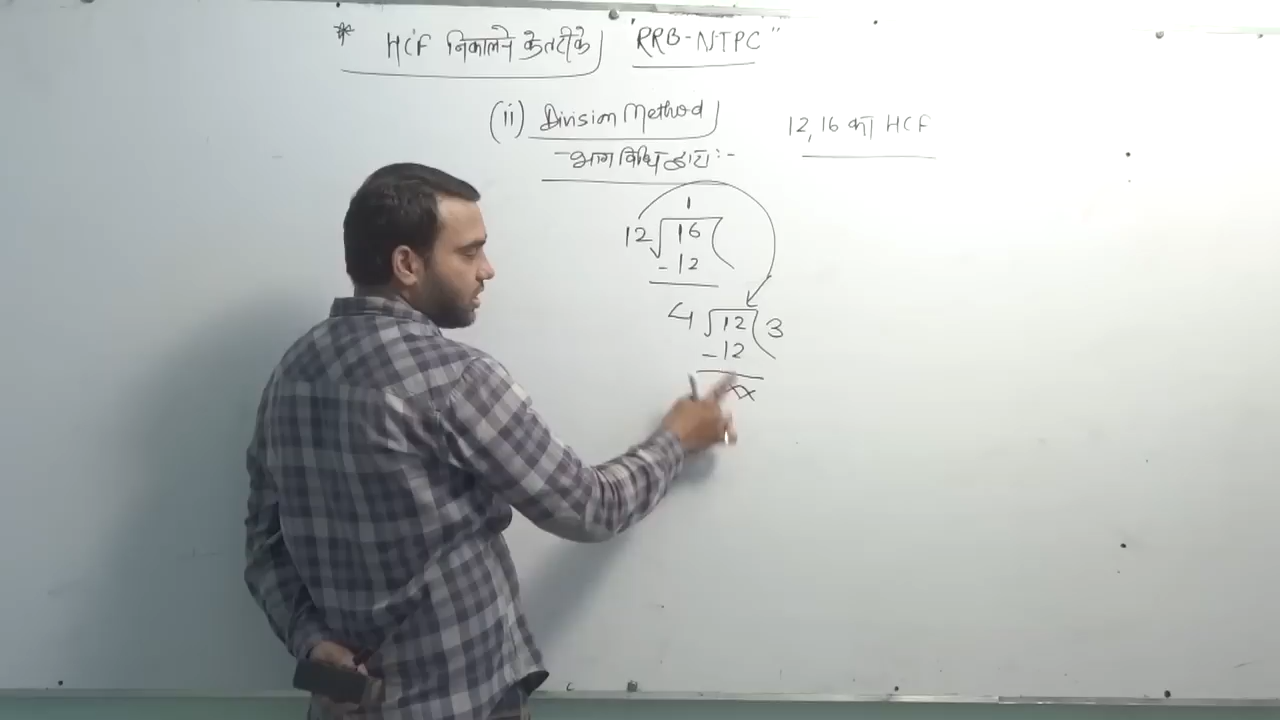 * HCF निकालने के तरीके "RRB-NTPC"
(ii) Division Method
12, 16 का HCF
-भाग विधि द्वारा :-
1
12 16
-12
4 12 3
-12
xx